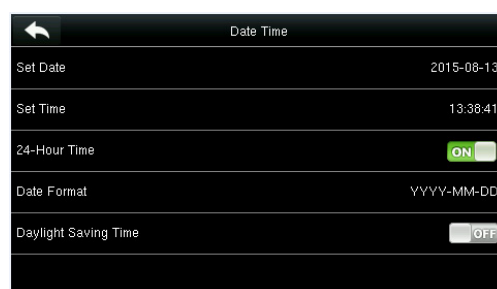 Date Time
Set Date 2015-08-13
Set Time 13:38:41
24-Hour Time ON
Date Format YYYY-MM-DD
Daylight Saving Time OFF